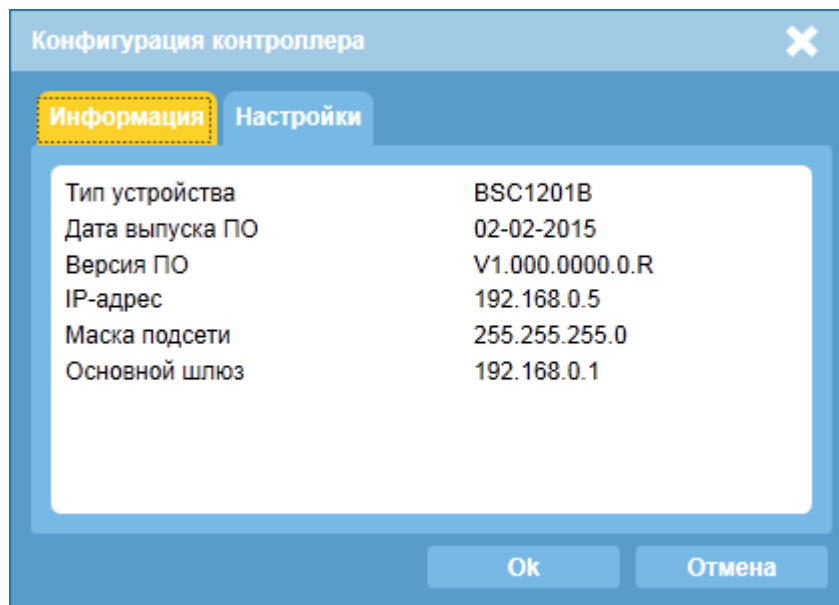 Конфигурация контроллера
Информация Настройки
Тип устройства BSC1201B
Дата выпуска ПО 02-02-2015
Версия ПО V1.000.0000.0.R
IP-адрес 192.168.0.5
Маска подсети 255.255.255.0
Основной шлюз 192.168.0.1
Ok Отмена